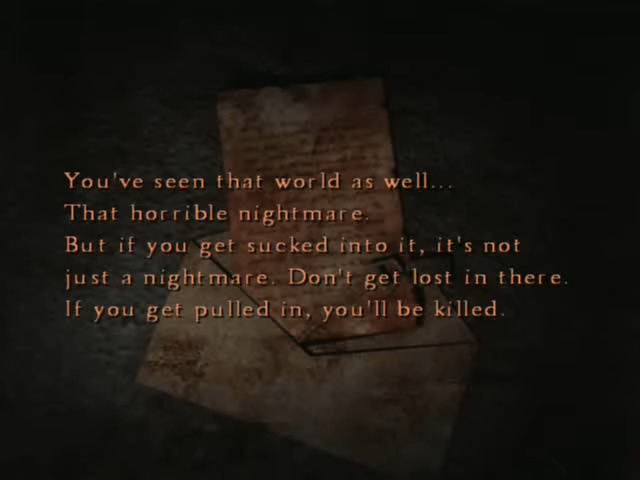 You've seen that world as well...
That horrible nightmare.
But if you get sucked into it, it's not
just a nightmare. Don't get lost in there.
If you get pulled in, you'll be killed.